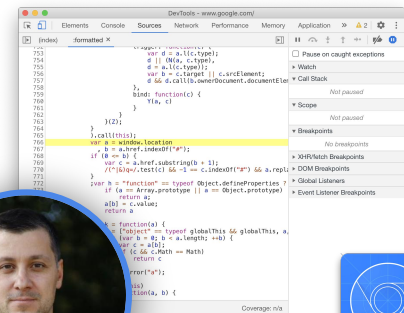 DevTools - www.google.com/
Elements Console Sources Network Performance Memory Application » 2
(index) :formatted ×
752 trigger: function(c) {
753 var d = a.l(c.type);
754 d || (N(a, c.type),
755 d = a.l(c.type));
756 var b = c.target || c.srcElement;
757 d && d.call(b.ownerDocument.documentElem
758 },
759 bind: function(c) {
760 Y(a, c)
761 }
762 }
763 }(Z);
764 }
765 ).call(this);
766 var a = window.location
767 , b = a.href.indexOf("#");
768 if (0 <= b) {
769 var c = a.href.substring(b + 1);
770 /(^|&)q=/.test(c) && -1 == c.indexOf("#") && a.repla
771 }
772 var h = "function" == typeof Object.defineProperties ?
if (a == Array.prototype || a == Object.prototype)
return a;
a[b] = c.value;
return a
= function(a) {
["object" == typeof globalThis && globalThis, a,
(var b = 0; b < a.length; ++b) {
var c = a[b];
if (c && c.Math == Math)
return c
rror("a");
is)
tion(a, b) {
Coverage: n/a
Pause on caught exceptions
Watch
Call Stack
Not paused
Scope
Not paused
Breakpoints
No breakpoints
XHR/fetch Breakpoints
DOM Breakpoints
Global Listeners
Event Listener Breakpoints